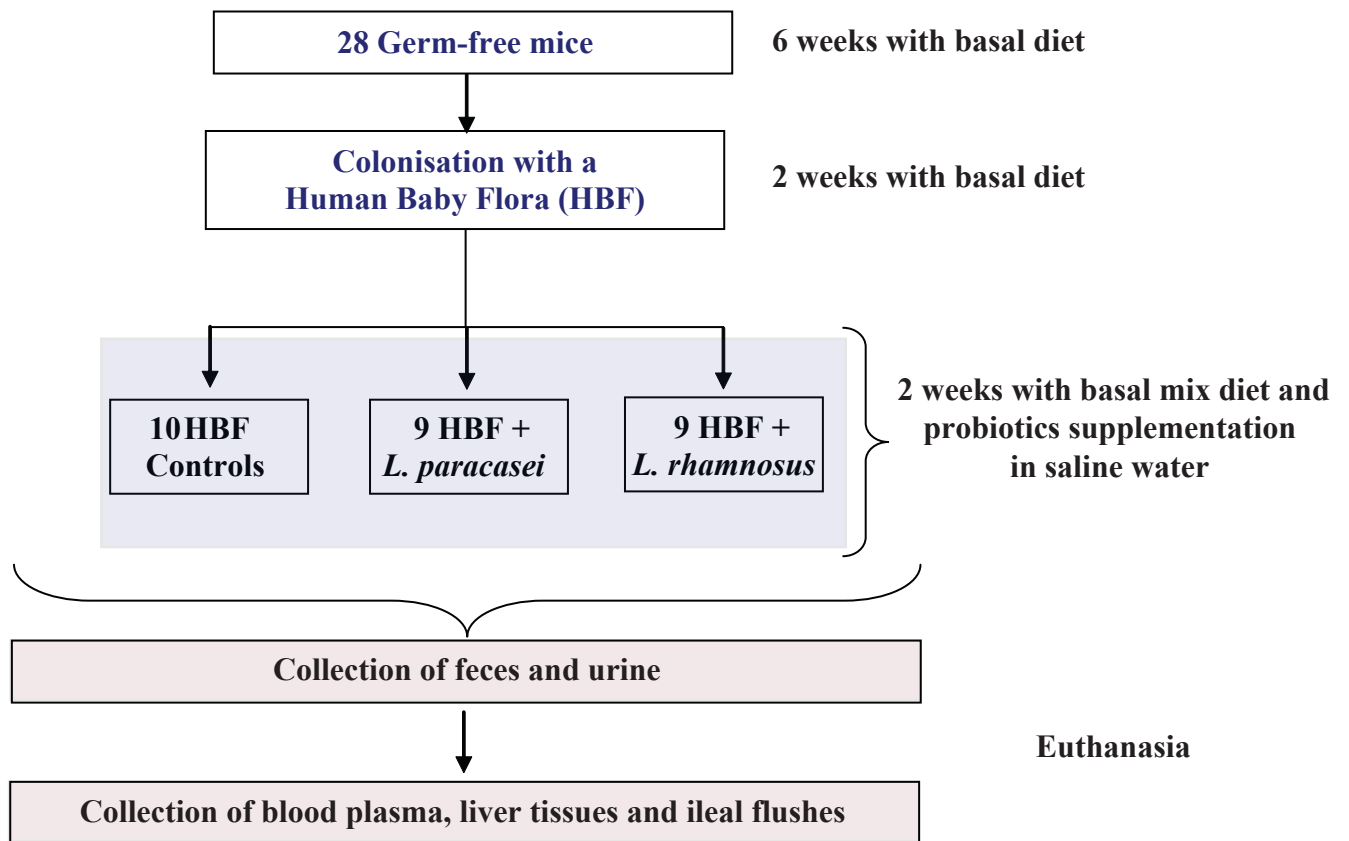 28 Germ-free mice
6 weeks with basal diet
Colonisation with a
Human Baby Flora (HBF)
2 weeks with basal diet
10 HBF
Controls
9 HBF +
L. paracasei
9 HBF +
L. rhamnosus
2 weeks with basal mix diet and
probiotics supplementation
in saline water
Collection of feces and urine
Euthanasia
Collection of blood plasma, liver tissues and ileal flushes